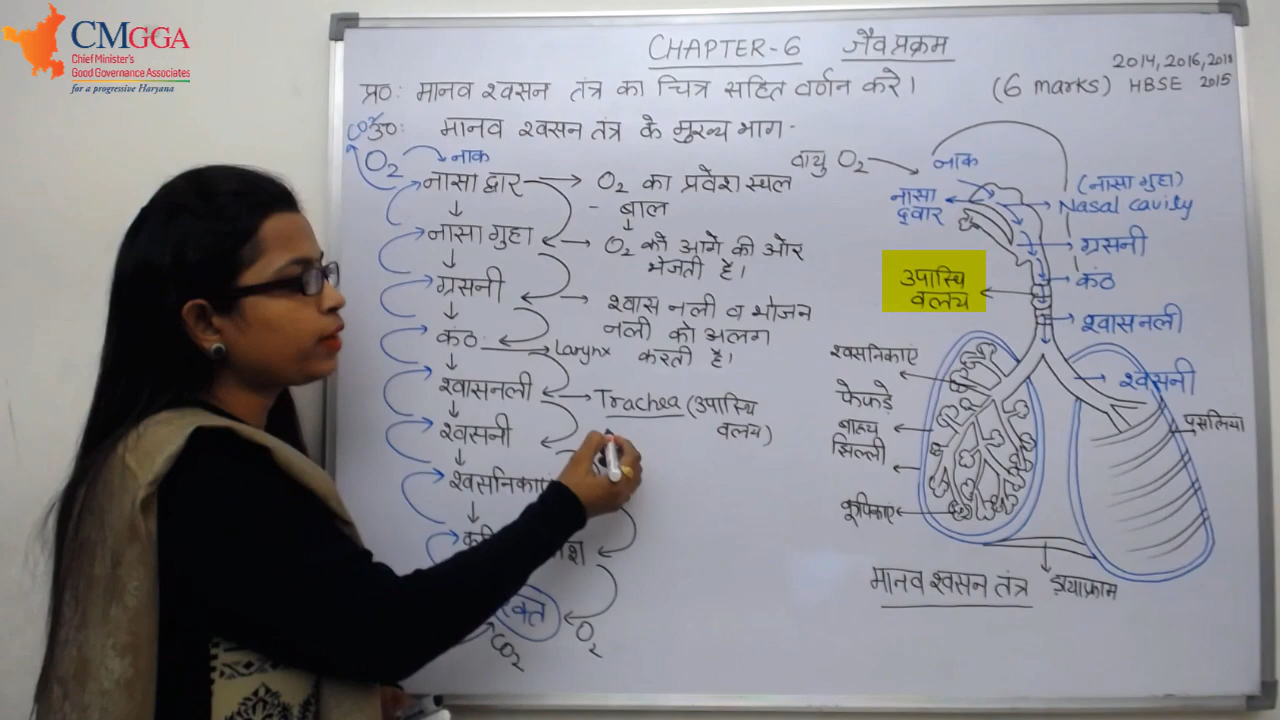 CMGGA
Chief Minister's
Good Governance Associates
for a progressive Haryana
CHAPTER-6 जैव प्रक्रम
2014, 2016, 2018
प्र०: मानव श्वसन तंत्र का चित्र सहित वर्णन करे।
(6 marks) HBSE 2015
उ०: मानव श्वसन तंत्र के मुख्य भाग -
CO2
O2 नाक
नासा द्वार → O2 का प्रवेश स्थल
- बाल
नासा गुहा → O2 को आगे की ओर
भेजती है।
ग्रसनी → श्वास नली व भोजन
नली को अलग
करती है।
कंठ → Larynx
श्वासनली → Trachea (उपास्थि
वलय)
श्वसनी
श्वसनिकाएं
रक्त
O2
CO2
वायु O2 → नाक
नासा
द्वार
(नासा गुहा)
Nasal cavity
ग्रसनी
कंठ
उपास्थि
वलय
श्वासनली
श्वसनिकाएं
श्वसनी
फेफड़े
बाह्य
झिल्ली
पसलियां
कूपिकाएं
मानव श्वसन तंत्र
डायाफ्राम